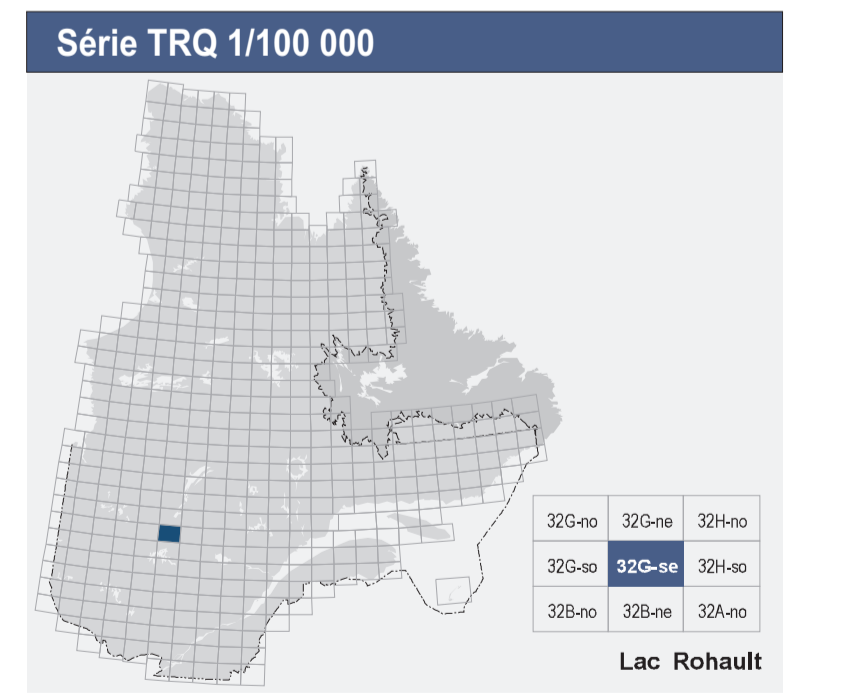 Série TRQ 1/100 000
32G-no 32G-ne 32H-no
32G-so 32G-se 32H-so
32B-no 32B-ne 32A-no
Lac Rohault